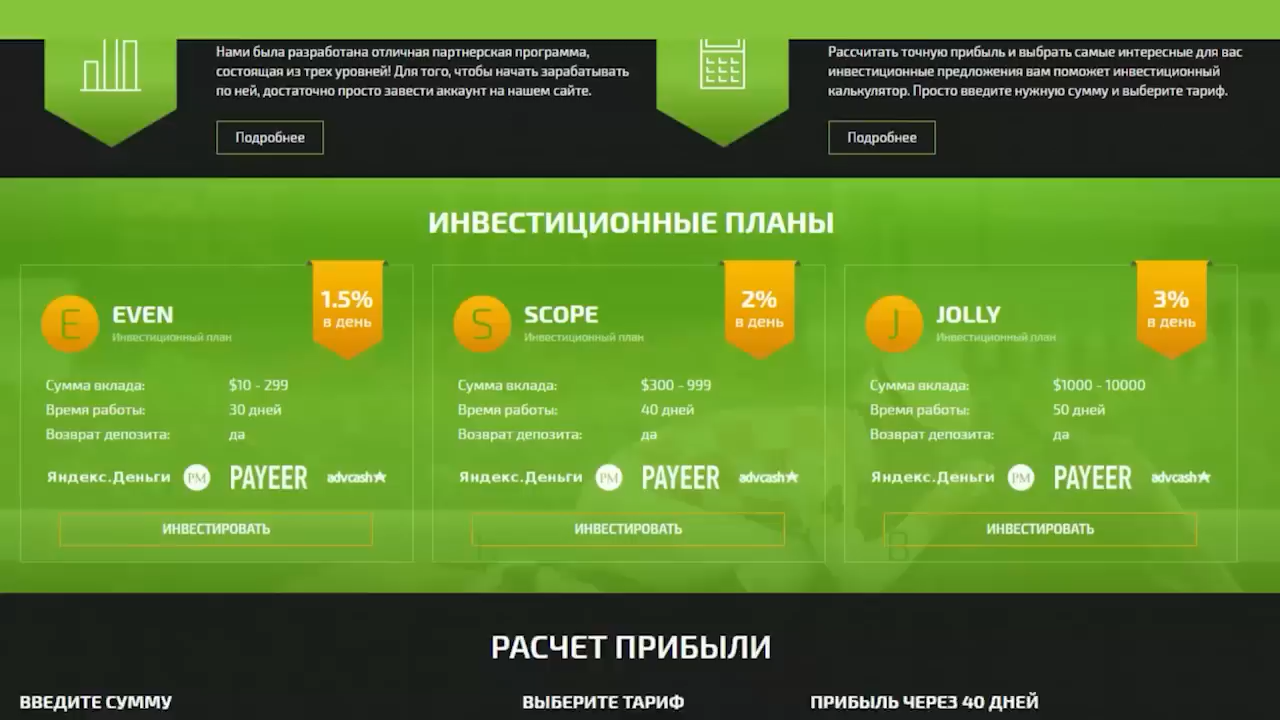 Нами была разработана отличная партнерская программа,
состоящая из трех уровней! Для того, чтобы начать зарабатывать
по ней, достаточно просто завести аккаунт на нашем сайте.
Подробнее
Рассчитать точную прибыль и выбрать самые интересные для вас
инвестиционные предложения вам поможет инвестиционный
калькулятор. Просто введите нужную сумму и выберите тариф.
Подробнее
ИНВЕСТИЦИОННЫЕ ПЛАНЫ
E
EVEN
Инвестиционный план
1.5%
в день
Сумма вклада: $10 - 299
Время работы: 30 дней
Возврат депозита: да
Яндекс.Деньги PM PAYEER advcash
ИНВЕСТИРОВАТЬ
S
SCOPE
Инвестиционный план
2%
в день
Сумма вклада: $300 - 999
Время работы: 40 дней
Возврат депозита: да
Яндекс.Деньги PM PAYEER advcash
ИНВЕСТИРОВАТЬ
J
JOLLY
Инвестиционный план
3%
в день
Сумма вклада: $1000 - 10000
Время работы: 50 дней
Возврат депозита: да
Яндекс.Деньги PM PAYEER advcash
ИНВЕСТИРОВАТЬ
РАСЧЕТ ПРИБЫЛИ
ВВЕДИТЕ СУММУ
ВЫБЕРИТЕ ТАРИФ
ПРИБЫЛЬ ЧЕРЕЗ 40 ДНЕЙ